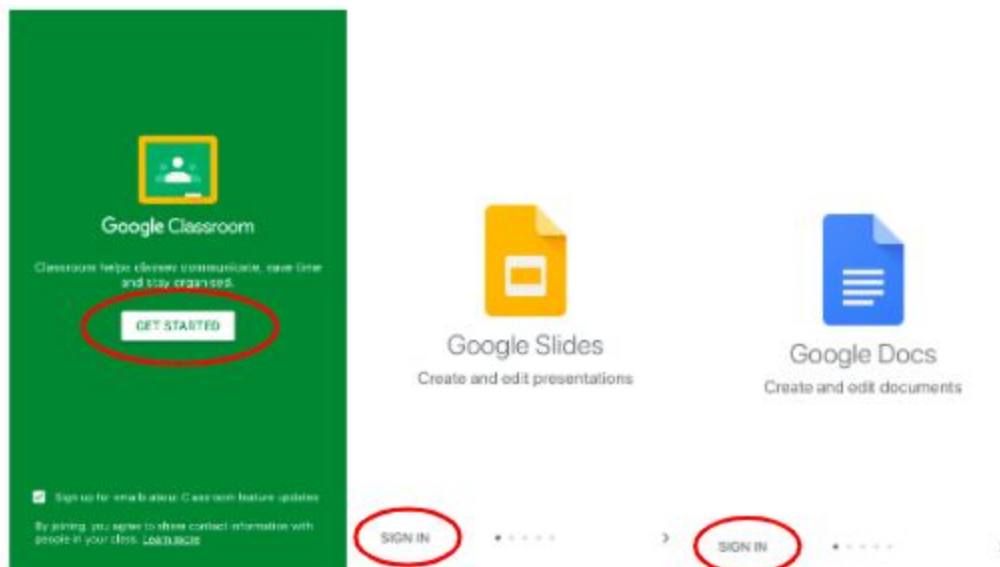 Google Classroom
Classroom helps classes communicate, save time
and stay organised.
GET STARTED
Sign up for emails about Classroom feature updates
By joining, you agree to share contact information with
people in your class. Learn more
Google Slides
Create and edit presentations
SIGN IN
Google Docs
Create and edit documents
SIGN IN